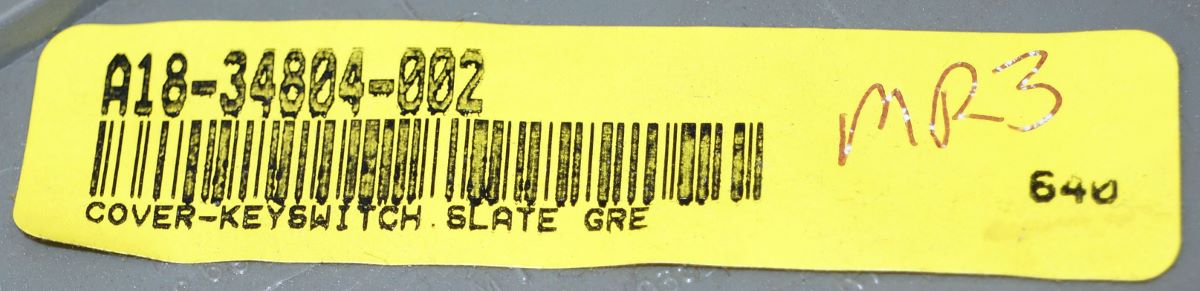 A18-34804-002
MR3
640
COVER-KEYSWITCH SLATE GRE